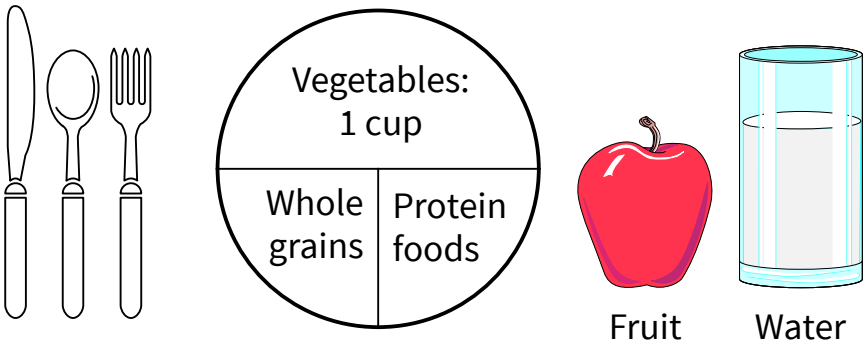 Vegetables:
1 cup
Whole
grains
Protein
foods
Fruit
Water